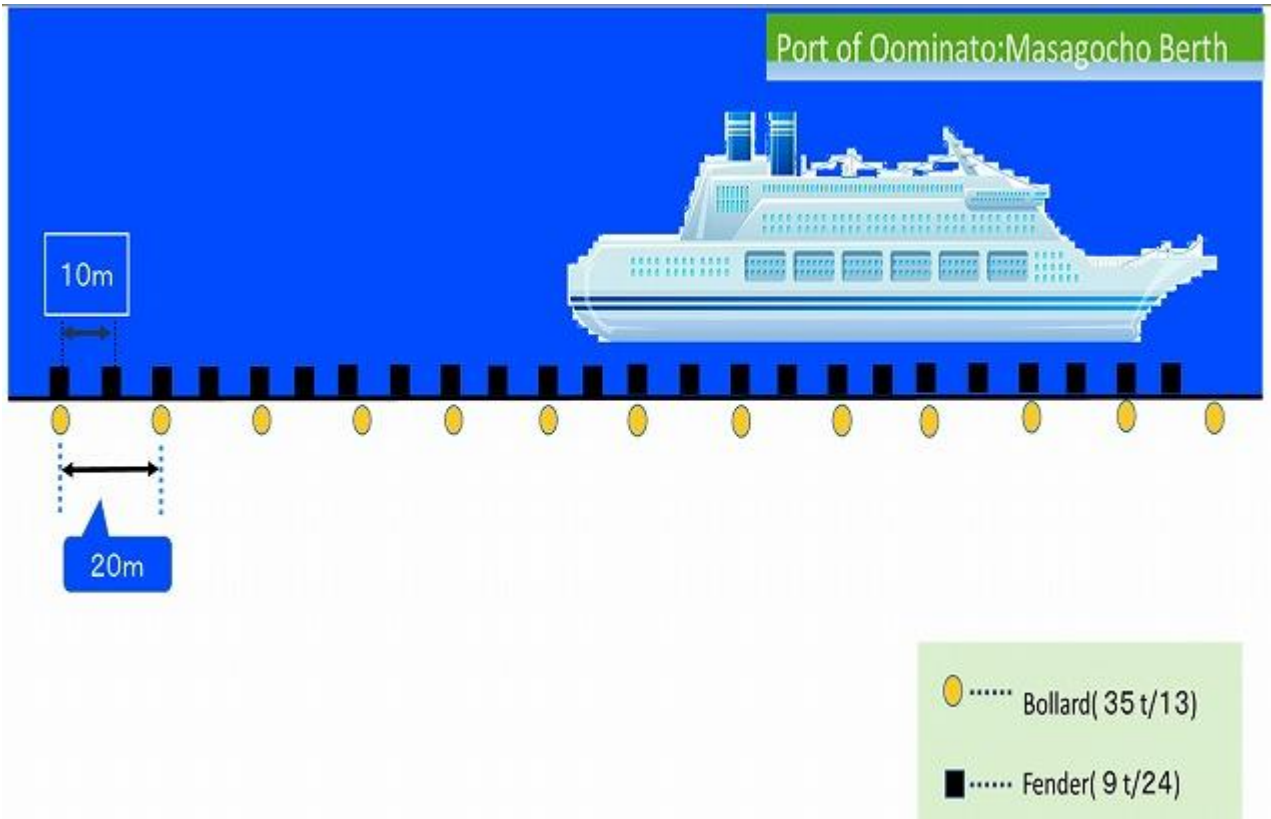 Port of Oominato:Masagocho Berth
10m
20m
Bollard( 35 t/13)
Fender( 9 t/24)